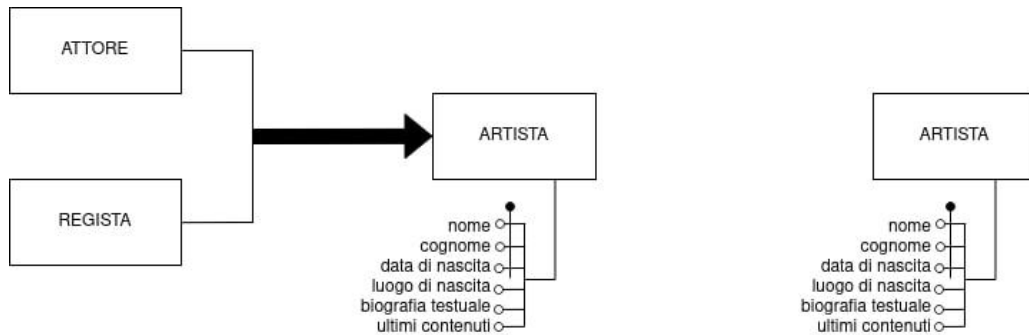 ATTORE
REGISTA
ARTISTA
nome
cognome
data di nascita
luogo di nascita
biografia testuale
ultimi contenuti
ARTISTA
nome
cognome
data di nascita
luogo di nascita
biografia testuale
ultimi contenuti